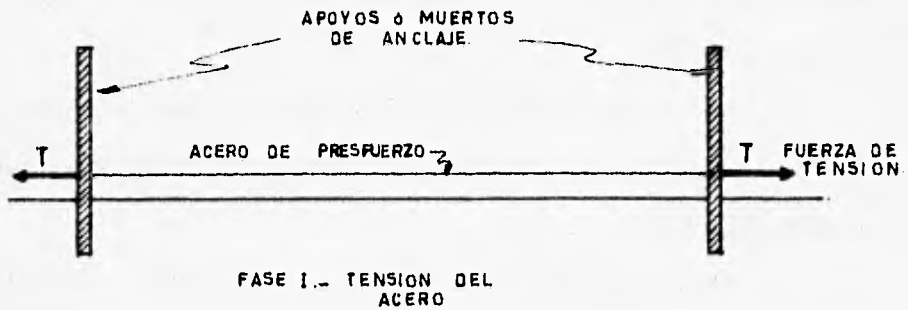 APOYOS ó MUERTOS
DE ANCLAJE.
T
ACERO DE PRESFUERZO
T
FUERZA DE
TENSION
FASE I.- TENSION DEL
ACERO